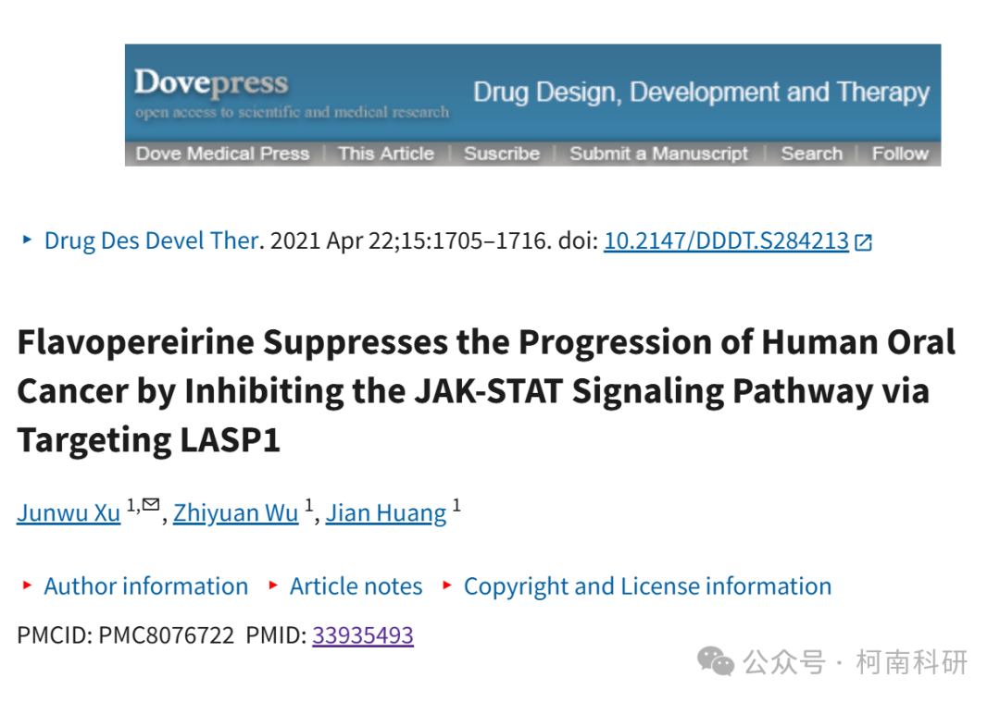 Dovepress
open access to scientific and medical research
Drug Design, Development and Therapy
Dove Medical Press | This Article | Suscribe | Submit a Manuscript | Search | Follow
Drug Des Devel Ther. 2021 Apr 22;15:1705–1716. doi: 10.2147/DDDT.S284213
Flavopereirine Suppresses the Progression of Human Oral
Cancer by Inhibiting the JAK-STAT Signaling Pathway via
Targeting LASP1
Junwu Xu 1,✉, Zhiyuan Wu 1, Jian Huang 1
Author information ▸ Article notes ▸ Copyright and License information
PMCID: PMC8076722 PMID: 33935493
公众号 · 柯南科研